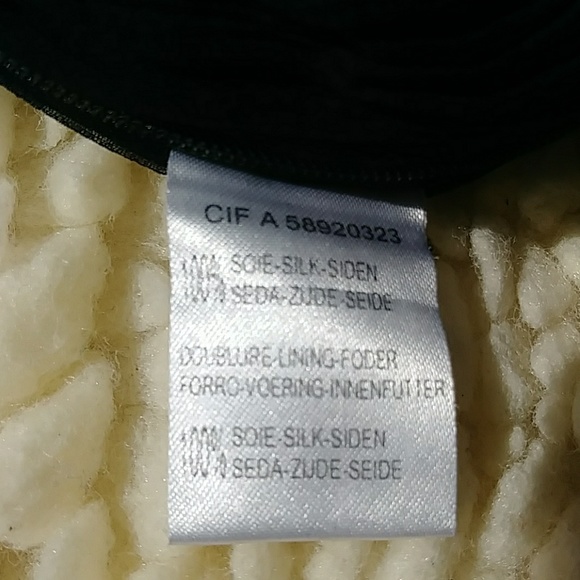 CIF A 58920323
100% SOIE-SILK-SIDEN
100% SEDA-ZIJDE-SEIDE
DOUBLURE-LINING-FODER
FORRO-VOERING-INNENFUTTER
100% SOIE-SILK-SIDEN
100% SEDA-ZIJDE-SEIDE